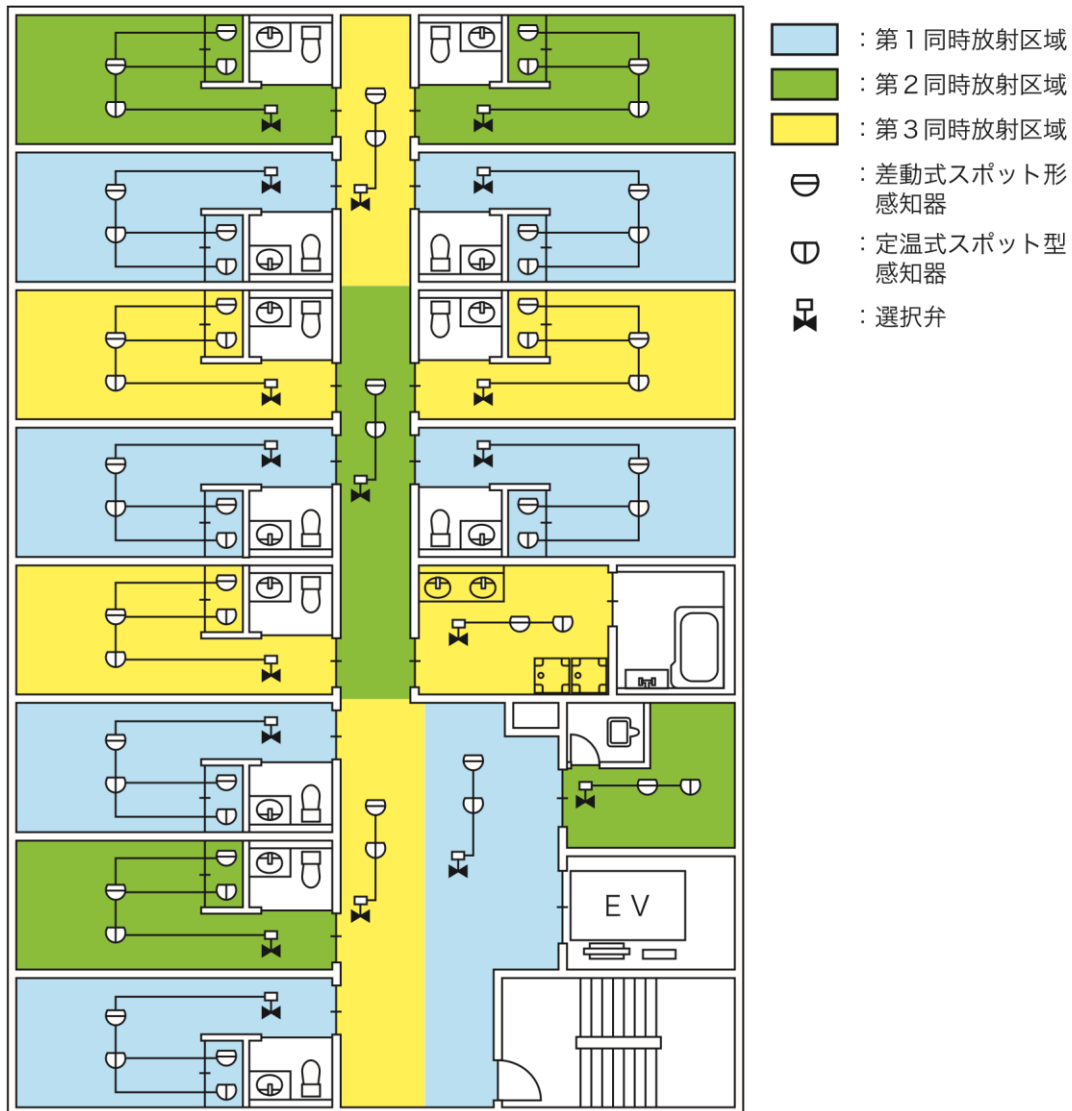 ：第1同時放射区域
：第2同時放射区域
：第3同時放射区域
：差動式スポット形
感知器
：定温式スポット型
感知器
：選択弁
EV